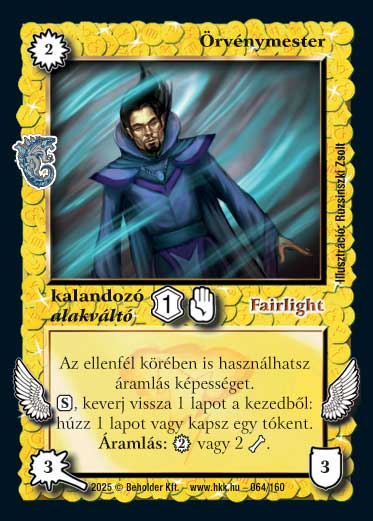 2
Örvénymester
Illusztráció: Rózsinszki Zsolt
kalandozó
alakváltó
1
Fairlight
Az ellenfél körében is használhatsz
áramlás képességet.
S, keverj vissza 1 lapot a kezedből:
húzz 1 lapot vagy kapsz egy tókent.
Áramlás: 2 vagy 2 .
3
2025 © Beholder Kft. – www.hkk.hu – 064/160
3